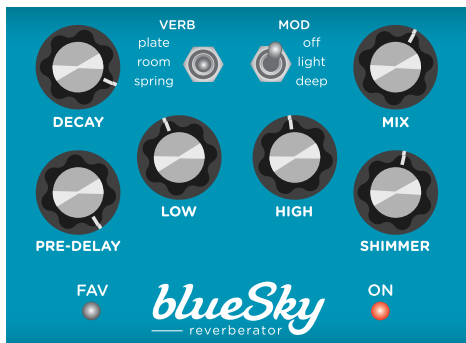 VERB
plate
room
spring
MOD
off
light
deep
DECAY
MIX
LOW
HIGH
PRE-DELAY
SHIMMER
FAV
blueSky
reverberator
ON